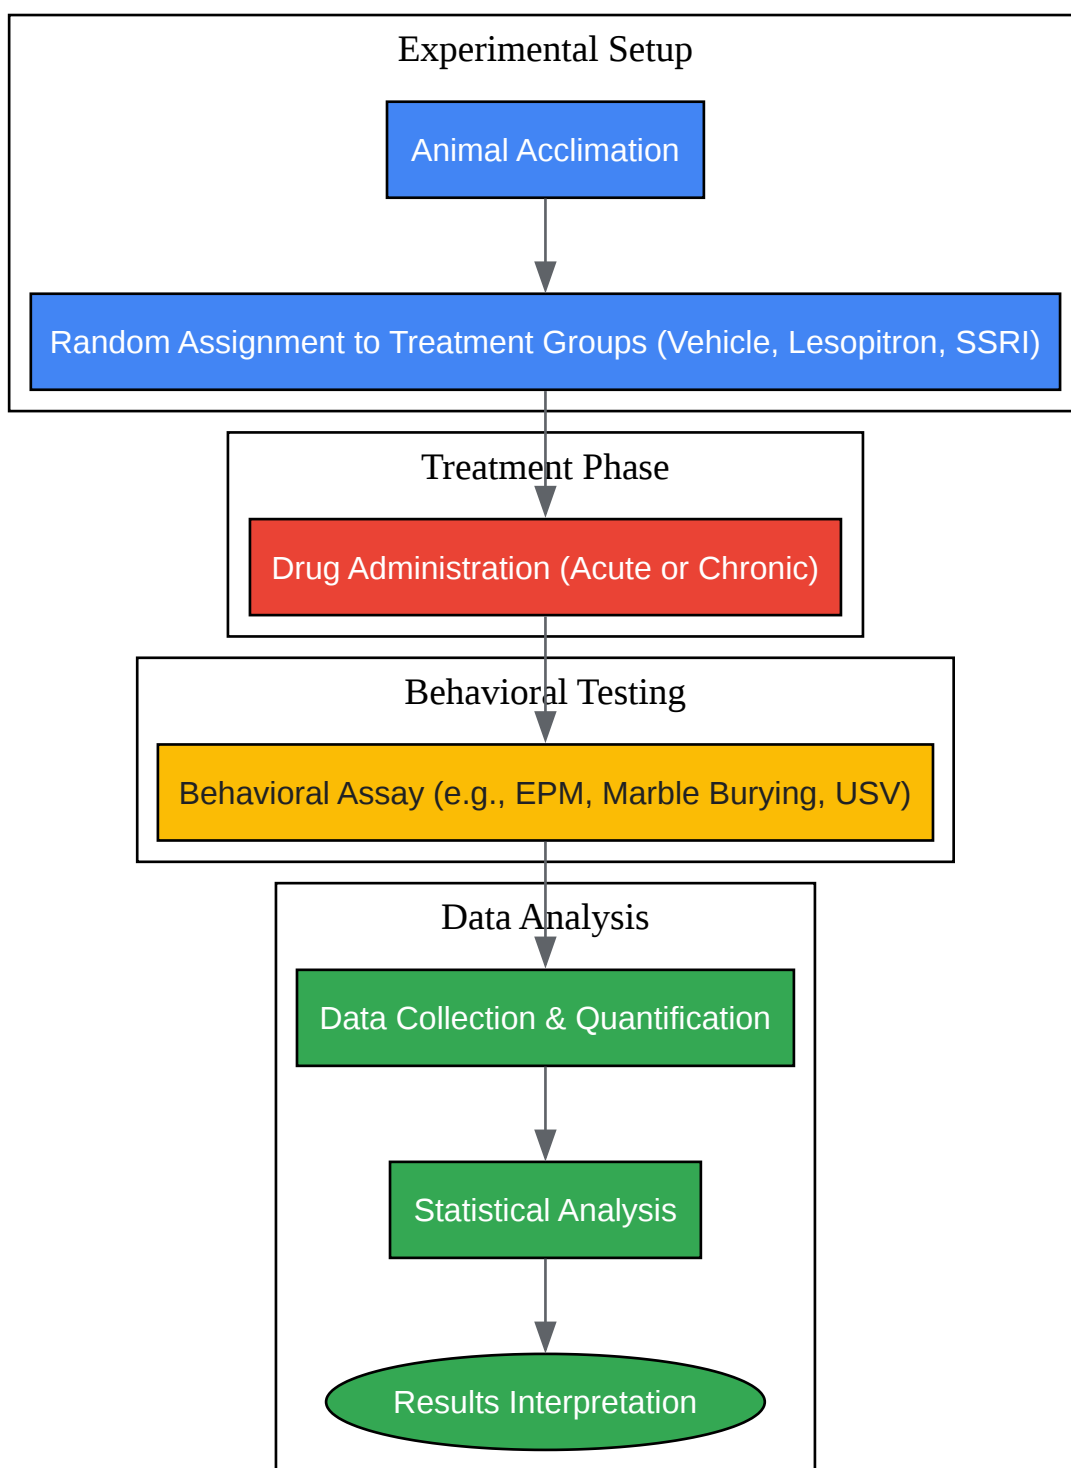 Experimental Setup
Animal Acclimation
Random Assignment to Treatment Groups (Vehicle, Lesopitron, SSRI)
Treatment Phase
Drug Administration (Acute or Chronic)
Behavioral Testing
Behavioral Assay (e.g., EPM, Marble Burying, USV)
Data Analysis
Data Collection & Quantification
Statistical Analysis
Results Interpretation